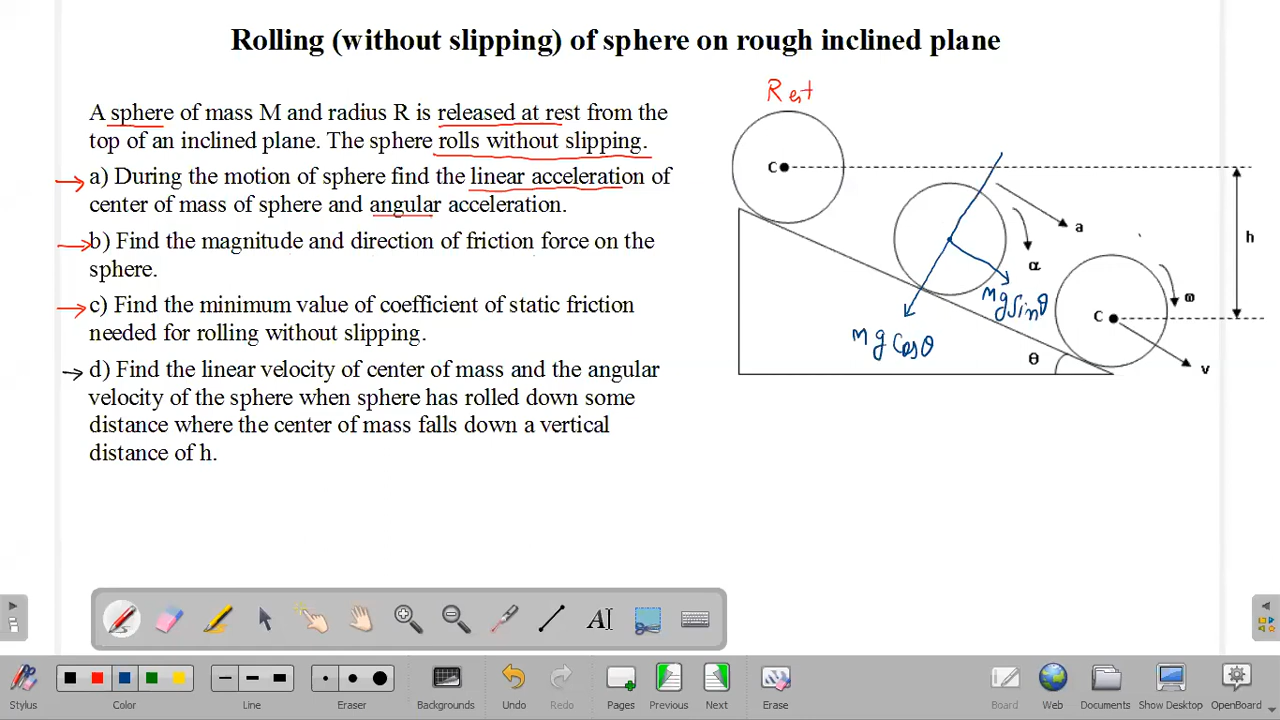 Rolling (without slipping) of sphere on rough inclined plane
A sphere of mass M and radius R is released at rest from the
top of an inclined plane. The sphere rolls without slipping.
a) During the motion of sphere find the linear acceleration of
center of mass of sphere and angular acceleration.
b) Find the magnitude and direction of friction force on the
sphere.
c) Find the minimum value of coefficient of static friction
needed for rolling without slipping.
d) Find the linear velocity of center of mass and the angular
velocity of the sphere when sphere has rolled down some
distance where the center of mass falls down a vertical
distance of h.
Rest
C
a
h
α
Mg Sinθ
ω
C
Mg Cosθ
θ
v
Stylus
Color
Line
Eraser
Backgrounds
Undo
Redo
Pages
Previous
Next
Erase
Board
Web
Documents
Show Desktop
OpenBoard